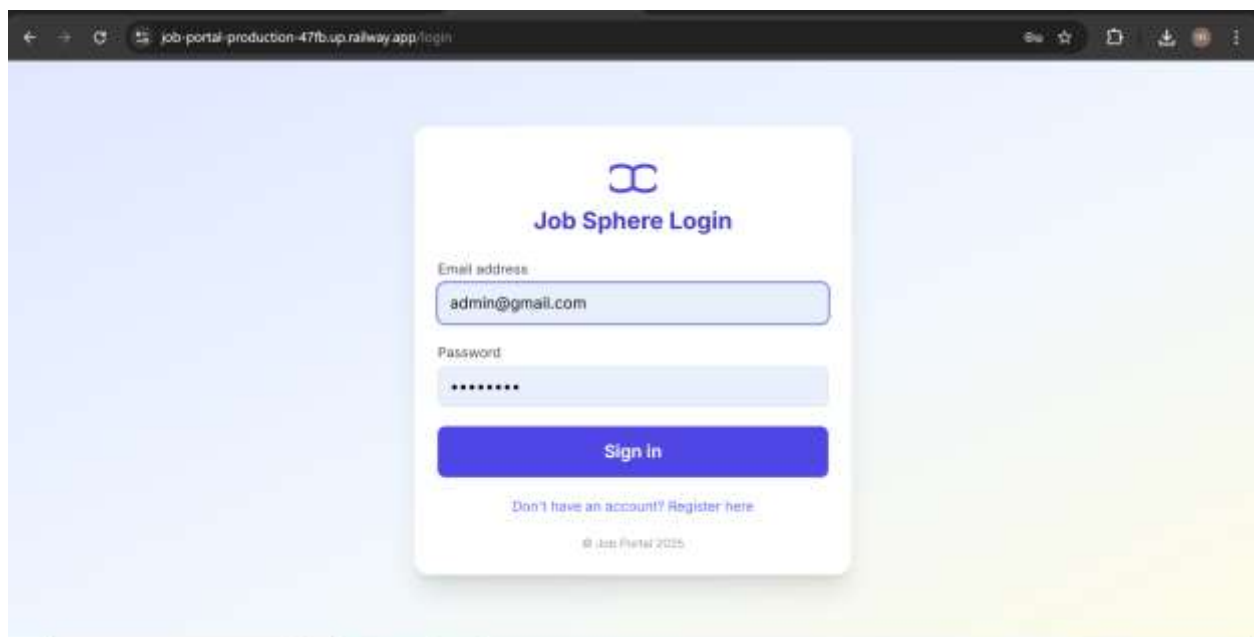 job-portal-production-47fb.up.railway.app/login
Job Sphere Login
Email address
admin@gmail.com
Password
Sign in
Don't have an account? Register here
© Job Portal 2025